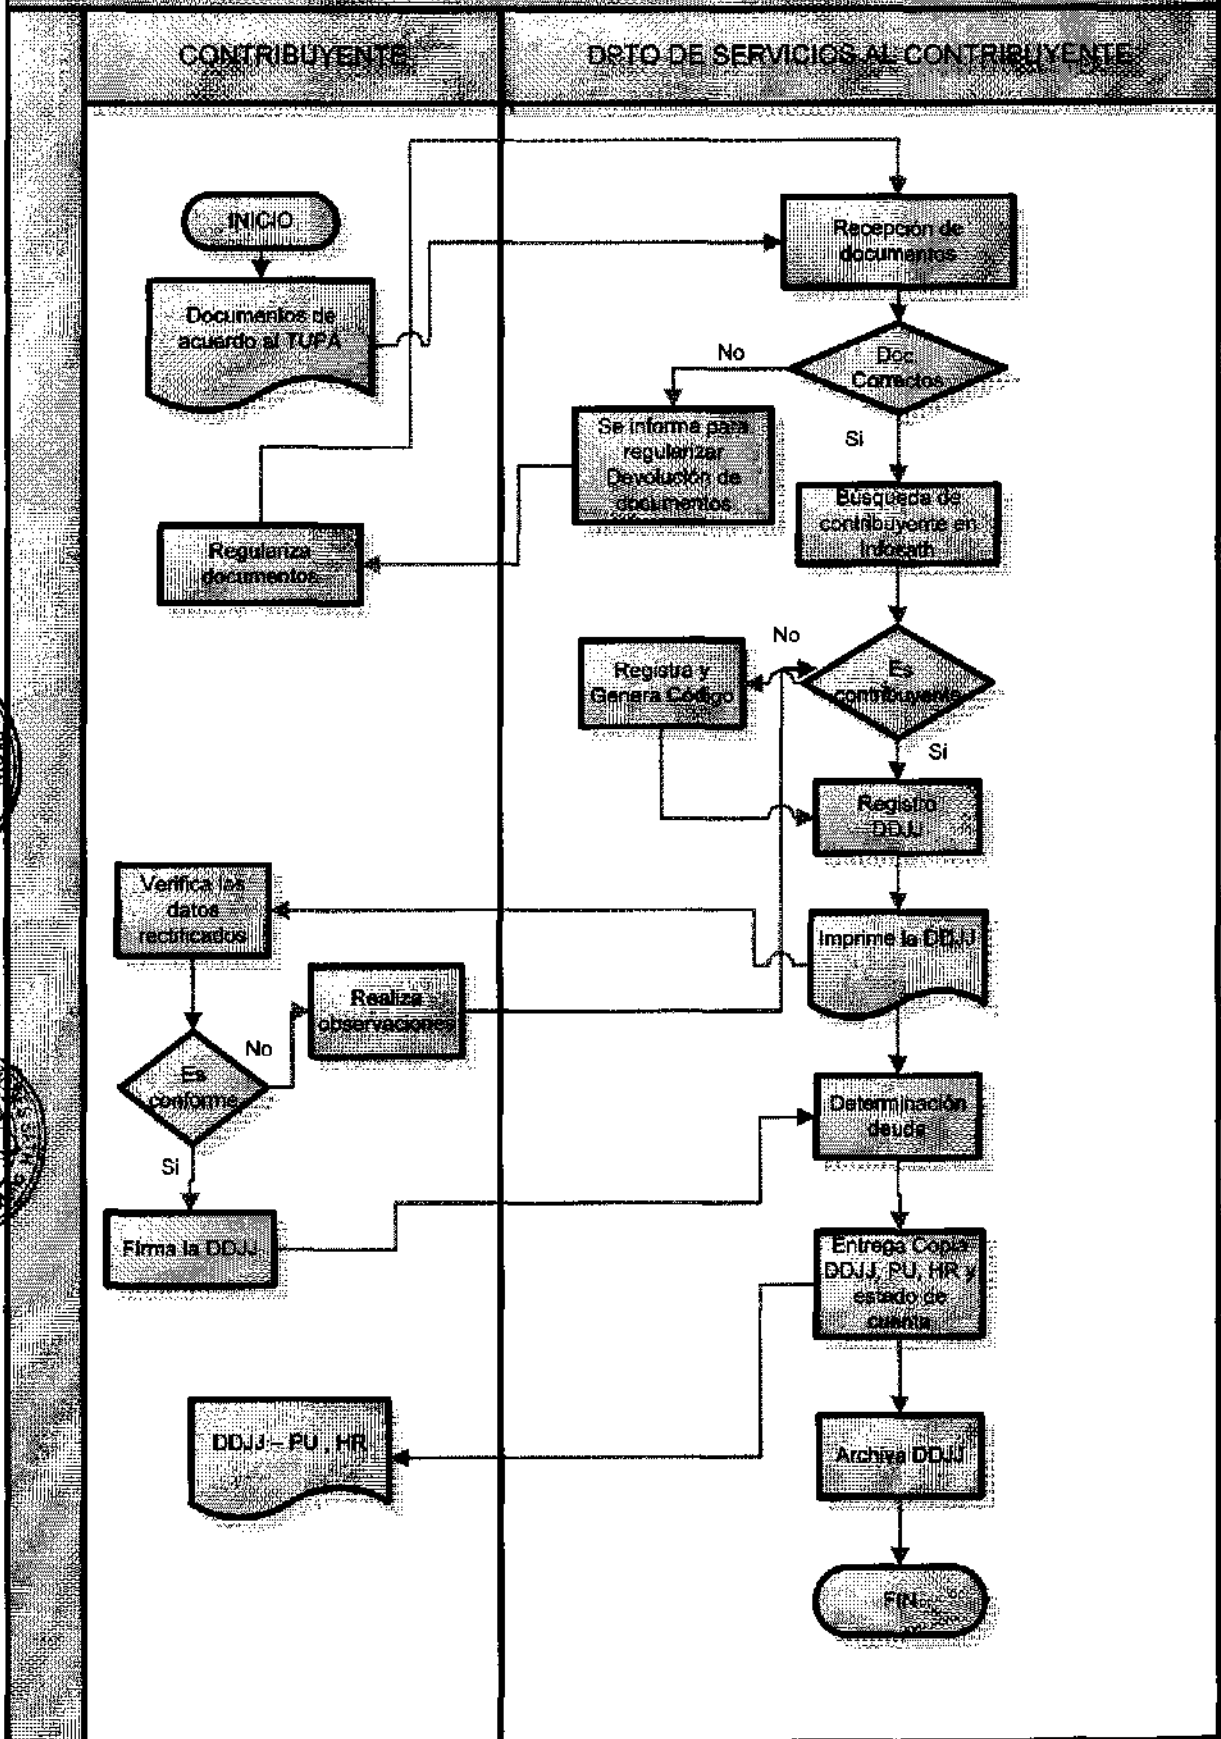 CONTRIBUYENTE
DPTO DE SERVICIOS AL CONTRIBUYENTE
INICIO
Documentos de
acuerdo al TUPA
Recepción de
documentos
Doc.
Correctos
No
Si
Se informa para
regularizar
Devolución de
documentos
Búsqueda de
contribuyente en
Infosath
Regulariza
documentos
No
Registra y
Genera Código
Es
contribuyente
Si
Registro
DDJJ
Verifica los
datos
rectificados
Imprime la DDJJ
Realiza
observaciones
No
Es
conforme
Si
Determinación
deuda
Firma la DDJJ
Entrega Copia
DDJJ, PU, HR y
estado de
cuenta
DDJJ – PU , HR
Archiva DDJJ
FIN